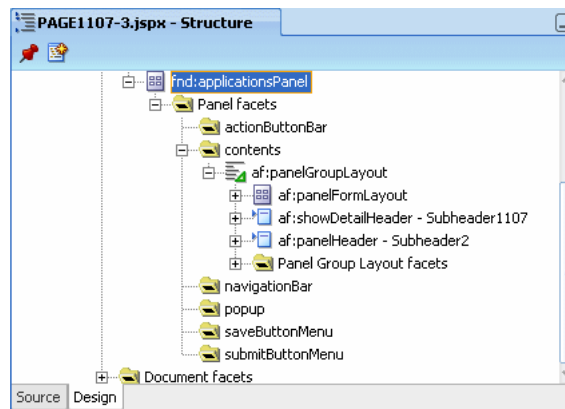 PAGE1107-3.jspx - Structure
fnd:applicationsPanel
Panel facets
actionButtonBar
contents
af:panelGroupLayout
af:panelFormLayout
af:showDetailHeader - Subheader1107
af:panelHeader - Subheader2
Panel Group Layout facets
navigationBar
popup
saveButtonMenu
submitButtonMenu
Document facets
Source Design